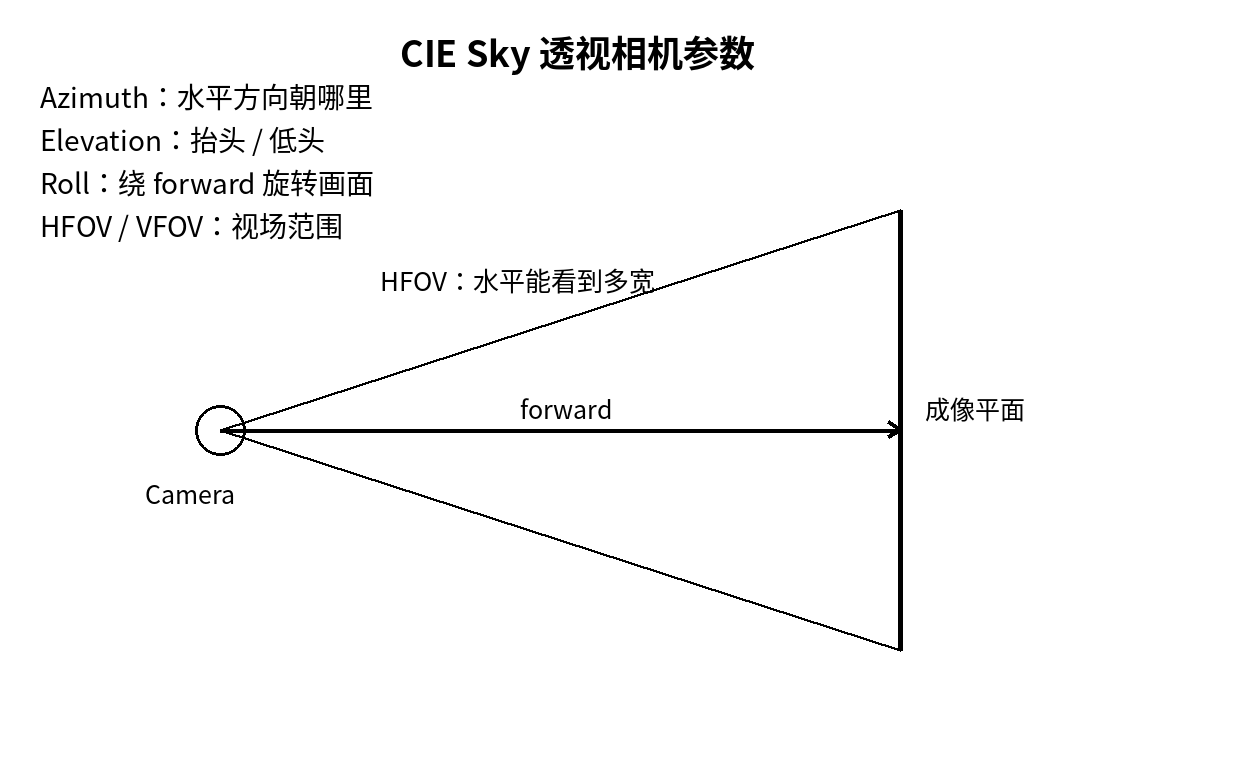 CIE Sky 透视相机参数
Azimuth：水平方向朝哪里
Elevation：抬头 / 低头
Roll：绕 forward 旋转画面
HFOV / VFOV：视场范围
HFOV：水平能看到多宽
forward
成像平面
Camera